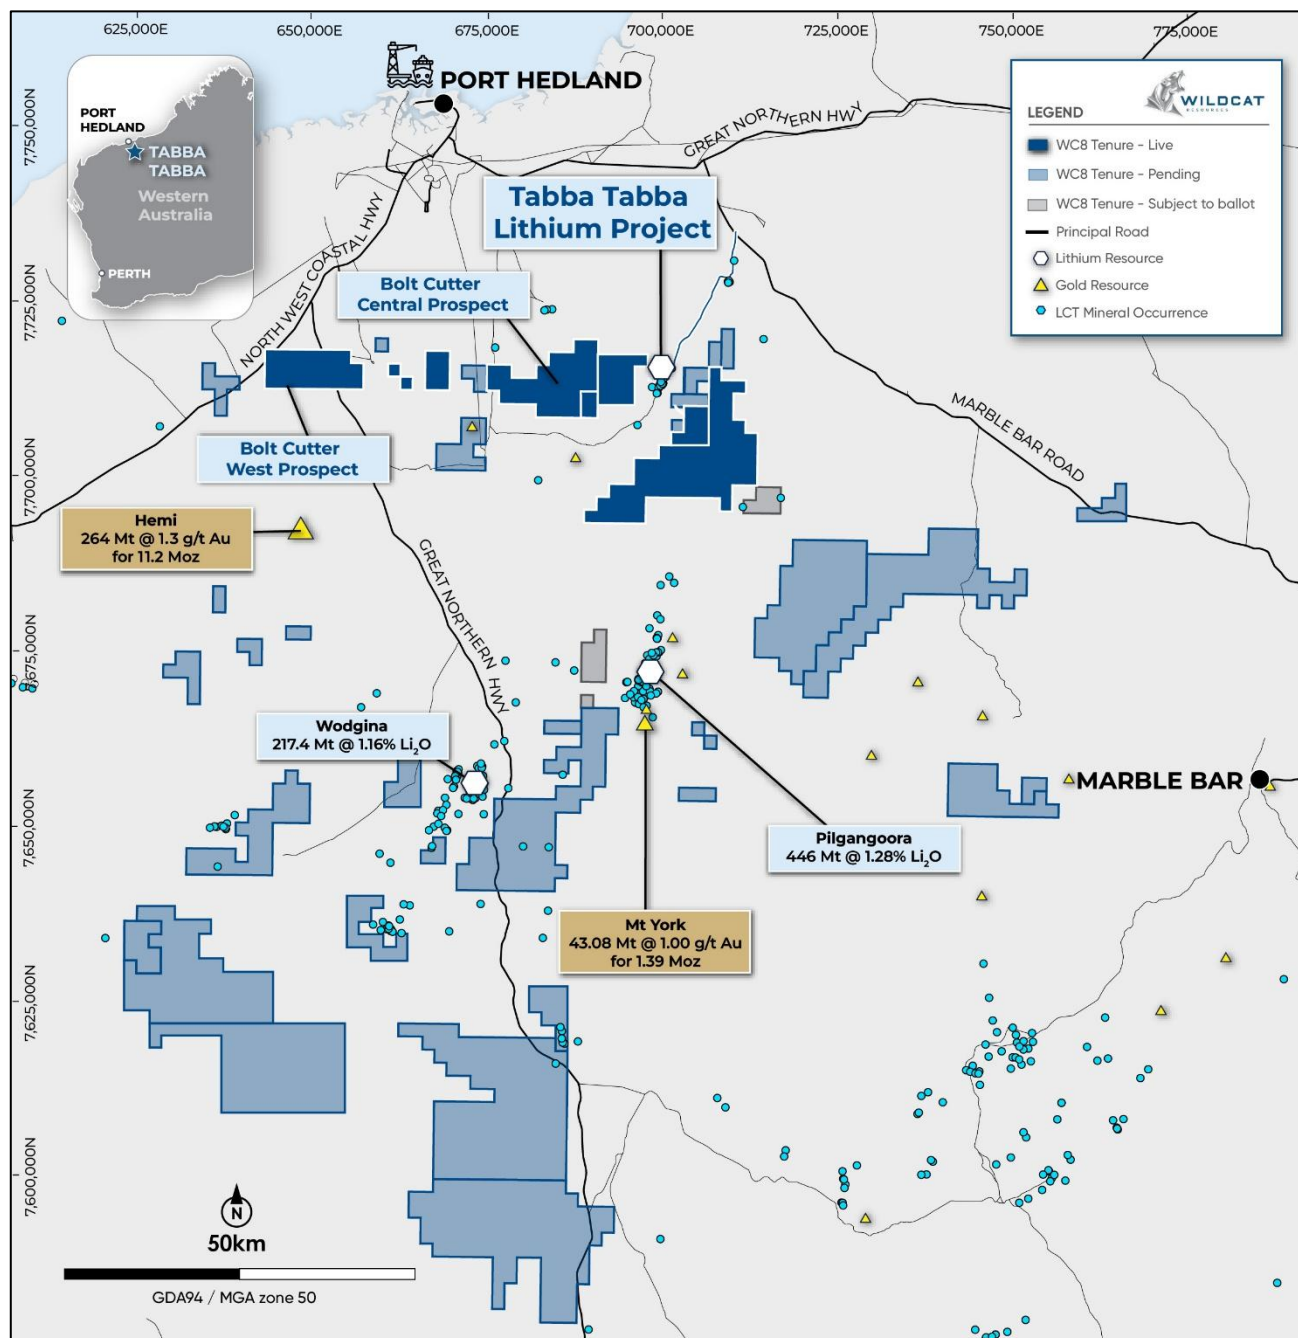 625,000E
650,000E
675,000E
700,000E
725,000E
750,000E
775,000E
7,750,000N
7,725,000N
7,700,000N
7,675,000N
7,650,000N
7,625,000N
7,600,000N
PORT HEDLAND
PORT
HEDLAND
TABBA
TABBA
Western
Australia
PERTH
WILDCAT
RESOURCES
LEGEND
WC8 Tenure - Live
WC8 Tenure - Pending
WC8 Tenure - Subject to ballot
Principal Road
Lithium Resource
Gold Resource
LCT Mineral Occurrence
GREAT NORTHERN HWY
NORTH WEST COASTAL HWY
Tabba Tabba
Lithium Project
Bolt Cutter
Central Prospect
Bolt Cutter
West Prospect
MARBLE BAR ROAD
Hemi
264 Mt @ 1.3 g/t Au
for 11.2 Moz
GREAT NORTHERN HWY
Wodgina
217.4 Mt @ 1.16% Li₂O
MARBLE BAR
Pilgangoora
446 Mt @ 1.28% Li₂O
Mt York
43.08 Mt @ 1.00 g/t Au
for 1.39 Moz
N
50km
GDA94 / MGA zone 50